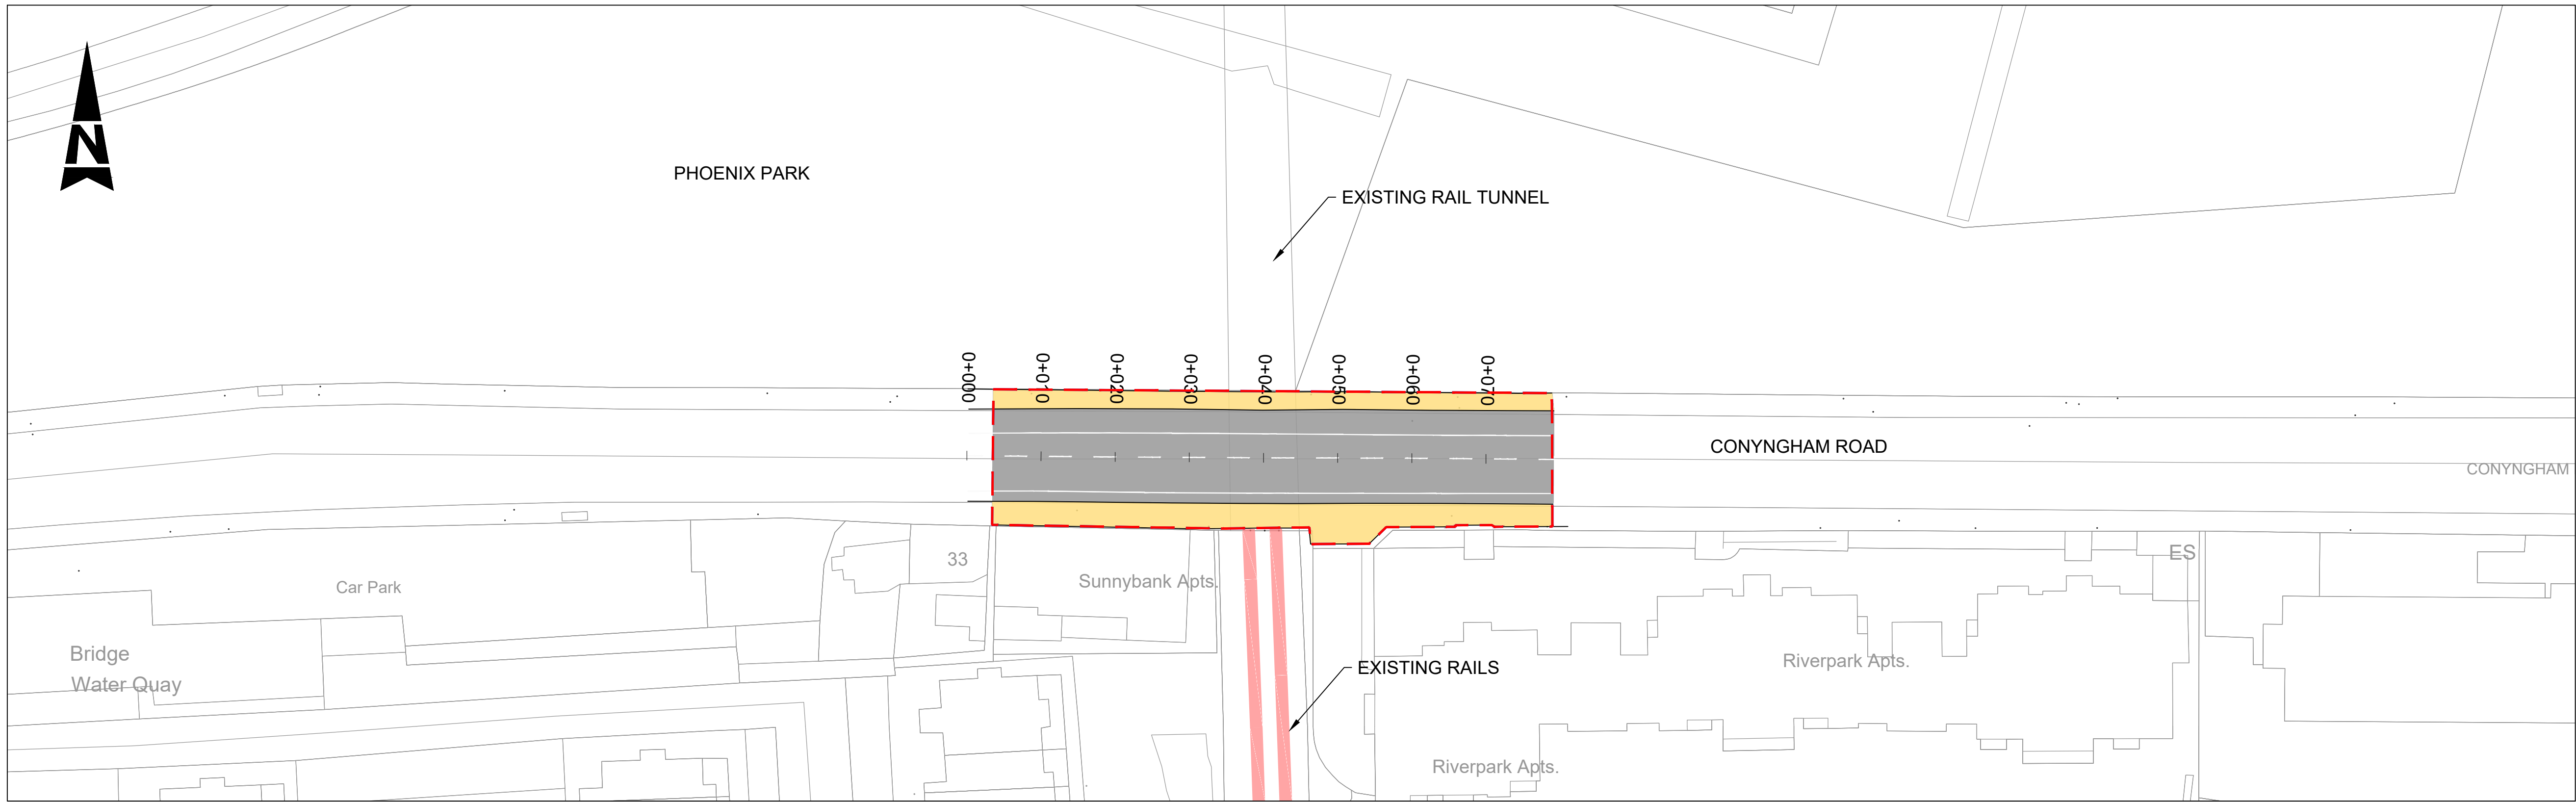 N
PHOENIX PARK
EXISTING RAIL TUNNEL
0+000
0+010
0+020
0+030
0+040
0+050
0+060
0+070
CONYNGHAM ROAD
CONYNGHAM
33
Sunnybank Apts.
ES
Car Park
Bridge
Water Quay
EXISTING RAILS
Riverpark Apts.
Riverpark Apts.